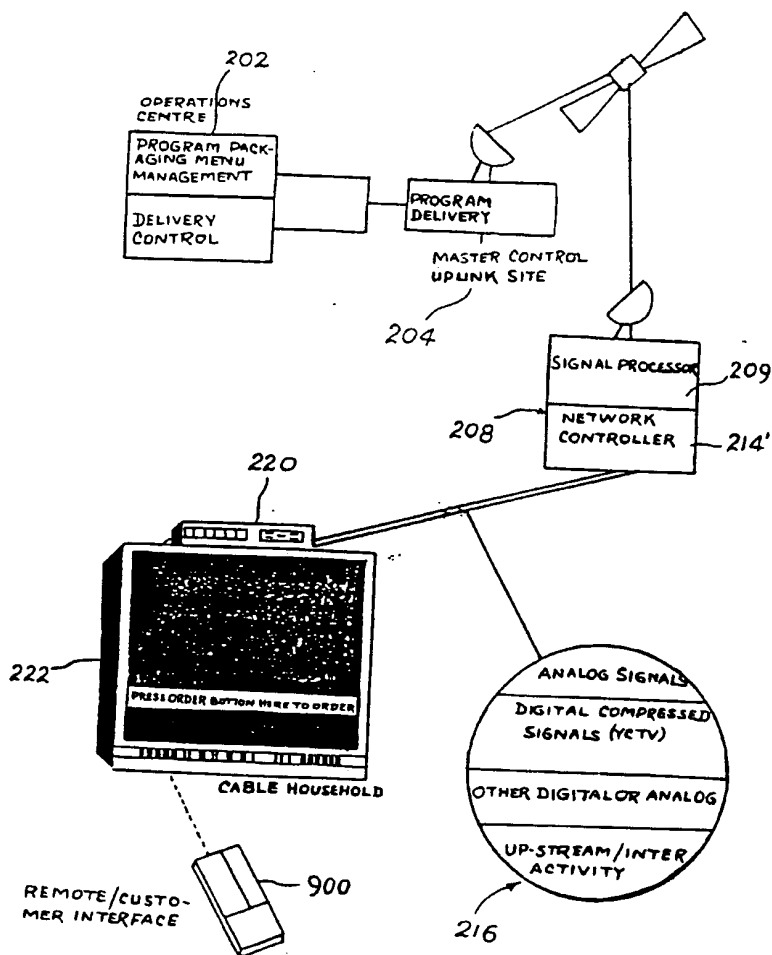 202
OPERATIONS
CENTRE
PROGRAM PACK-
AGING MENU
MANAGEMENT
DELIVERY
CONTROL
PROGRAM
DELIVERY
MASTER CONTROL
UPLINK SITE
204
SIGNAL PROCESSOR
209
208
NETWORK
CONTROLLER
214'
220
222
PRESS ORDER BUTTON HERE TO ORDER
CABLE HOUSEHOLD
ANALOG SIGNALS
DIGITAL COMPRESSED
SIGNALS (YCTV)
OTHER DIGITAL OR ANALOG
UP-STREAM/INTER
ACTIVITY
216
REMOTE/CUSTO-
MER INTERFACE
900